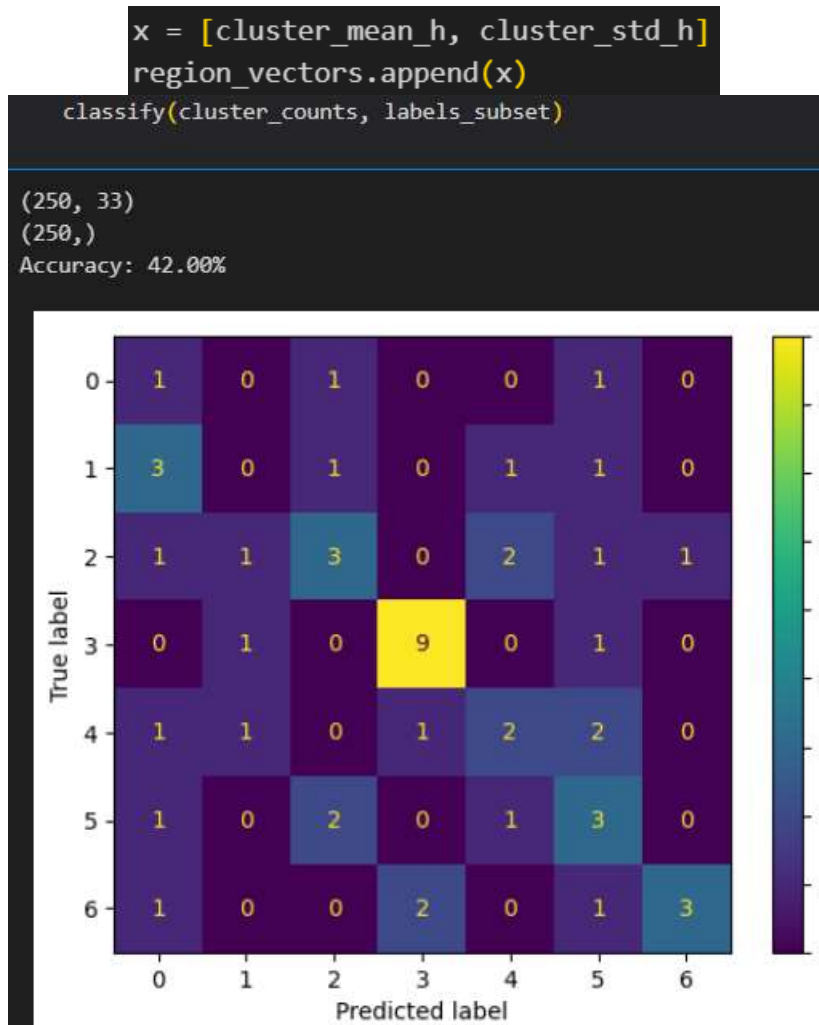 x = [cluster_mean_h, cluster_std_h]
region_vectors.append(x)
classify(cluster_counts, labels_subset)
(250, 33)
(250,)
Accuracy: 42.00%
0 1 0 1 0 0 1 0
1 3 0 1 0 1 1 0
2 1 1 3 0 2 1 1
True label
3 0 1 0 9 0 1 0
4 1 1 0 1 2 2 0
5 1 0 2 0 1 3 0
6 1 0 0 2 0 1 3
0 1 2 3 4 5 6
Predicted label